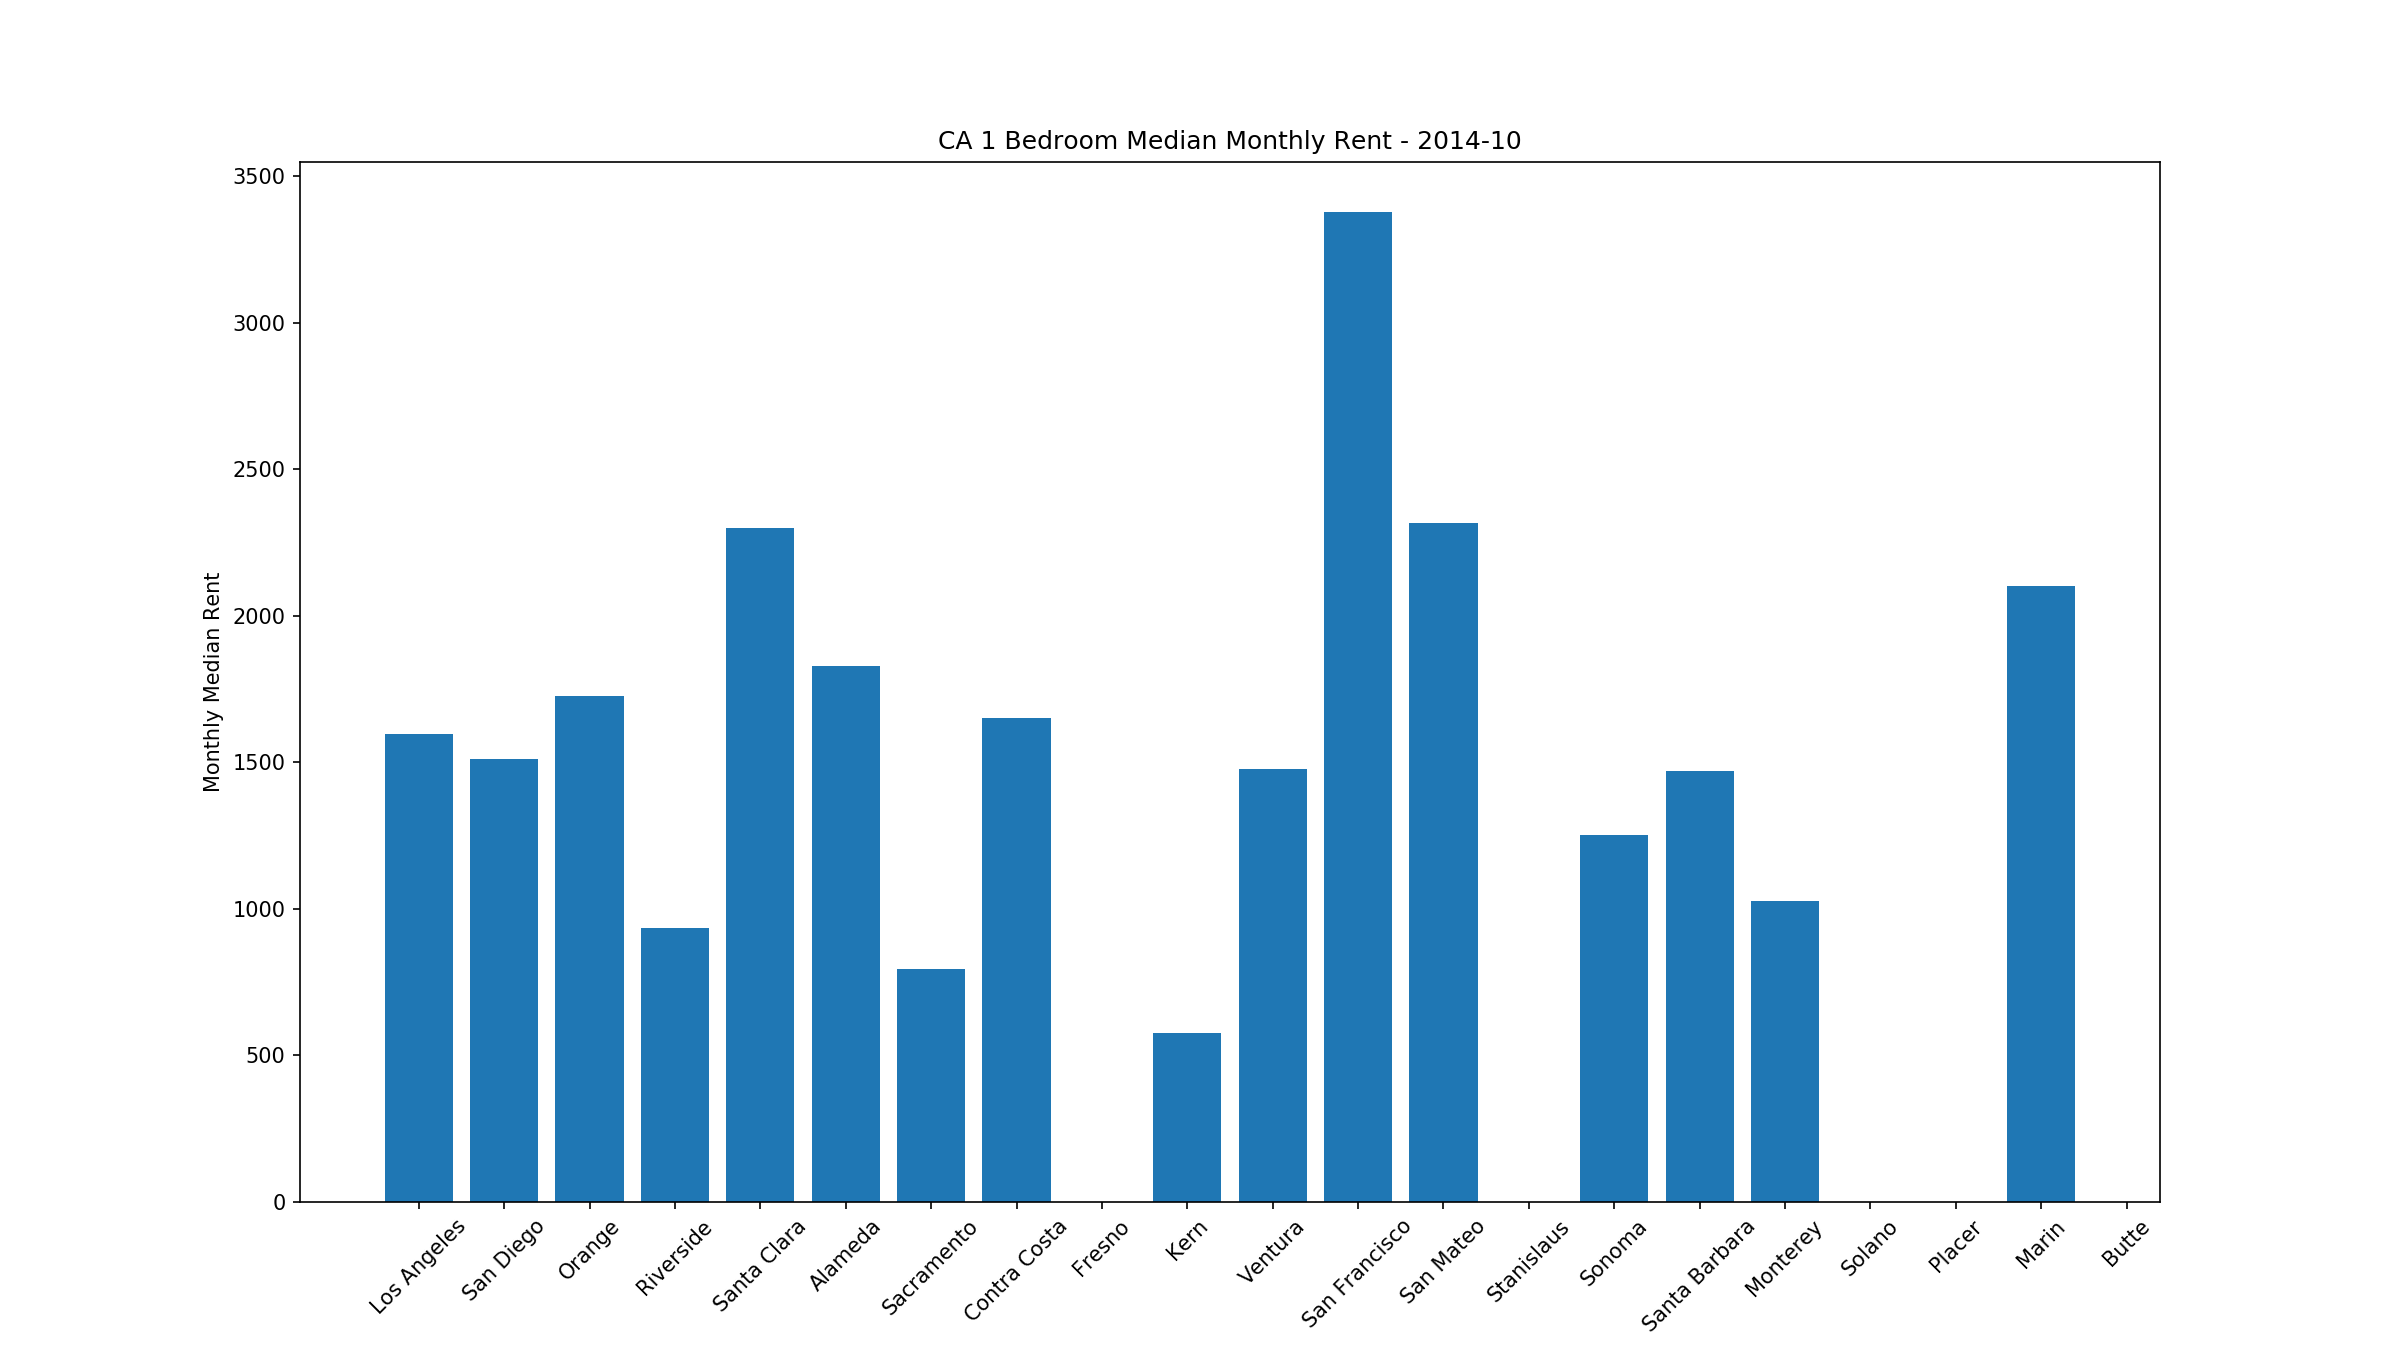 CA 1 Bedroom Median Monthly Rent - 2014-10
Monthly Median Rent
3500
3000
2500
2000
1500
1000
500
0
Los Angeles
San Diego
Orange
Riverside
Santa Clara
Alameda
Sacramento
Contra Costa
Fresno
Kern
Ventura
San Francisco
San Mateo
Stanislaus
Sonoma
Santa Barbara
Monterey
Solano
Placer
Marin
Butte